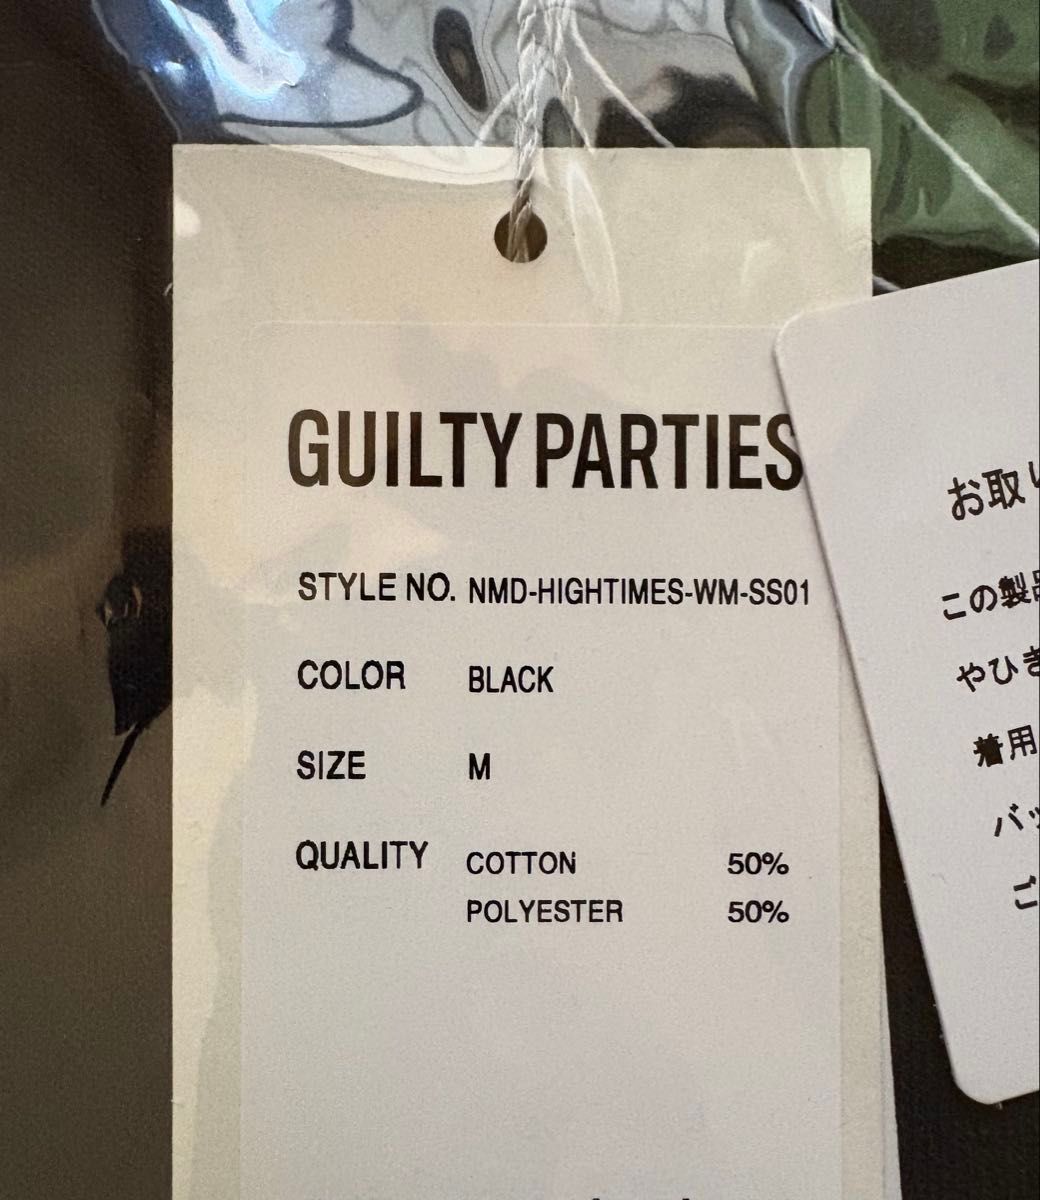 GUILTY PARTIES
STYLE NO. NMD-HIGHTIMES-WM-SS01
COLOR BLACK
SIZE M
QUALITY COTTON 50%
POLYESTER 50%
お取り
この製品
やひき
着用
バッ
ご